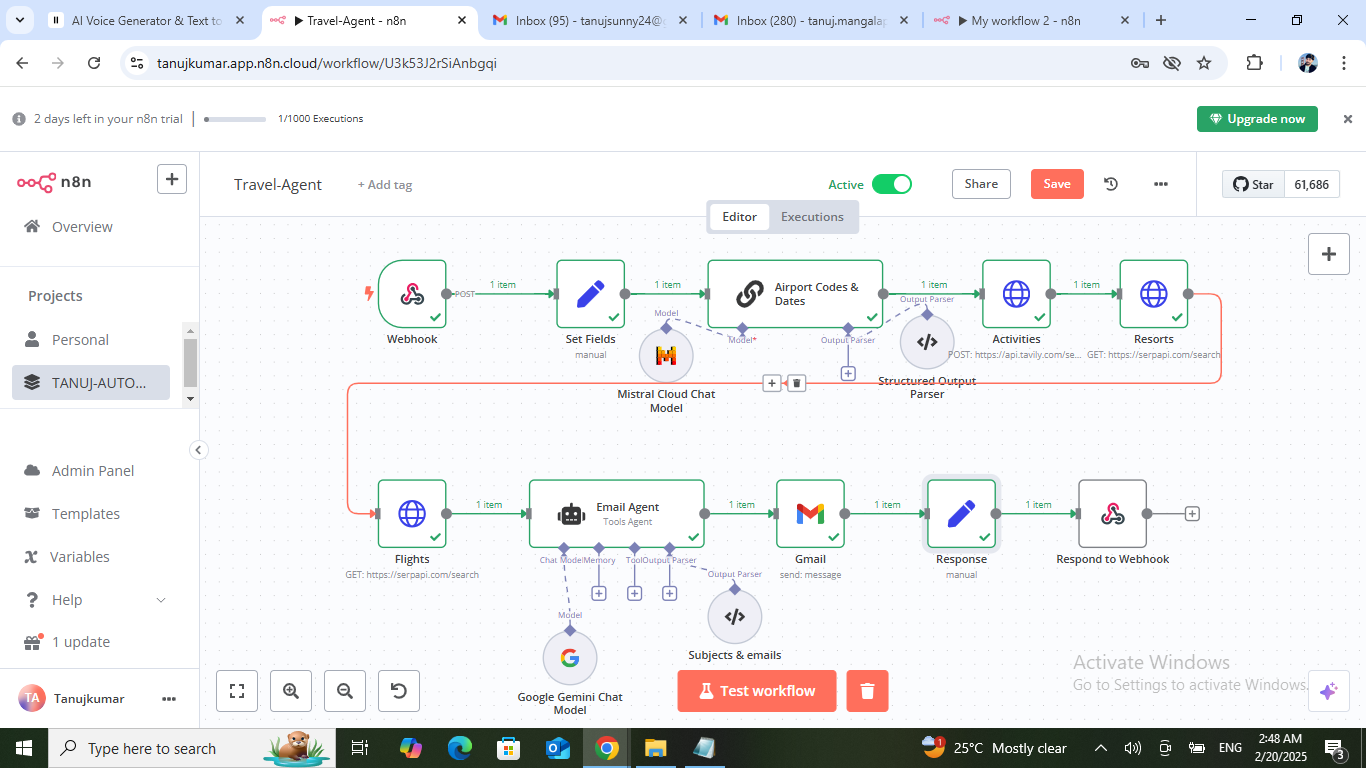 AI Voice Generator & Text to
Travel-Agent - n8n
Inbox (95) - tanujsunny24@g
Inbox (280) - tanuj.mangala
My workflow 2 - n8n
tanujkumar.app.n8n.cloud/workflow/U3k53J2rSiAnbgqi
2 days left in your n8n trial
1/1000 Executions
Upgrade now
n8n
Travel-Agent
+ Add tag
Active
Share
Save
Star
61,686
Editor
Executions
Overview
Projects
Personal
TANUJ-AUTO...
Admin Panel
Templates
Variables
Help
1 update
TA
Tanujkumar
POST
1 item
1 item
Airport Codes &
Dates
1 item
1 item
Output Parser
Model
Model*
Output Parser
Webhook
Set Fields
manual
Activities
POST: https://api.tavily.com/se...
Resorts
GET: https://serpapi.com/search
Mistral Cloud Chat
Model
Structured Output
Parser
1 item
Email Agent
Tools Agent
1 item
1 item
1 item
Flights
GET: https://serpapi.com/search
Chat Model
Memory
Tool
Output Parser
Gmail
send: message
Response
manual
Respond to Webhook
Output Parser
Model
Subjects & emails
Google Gemini Chat
Model
Test workflow
Activate Windows
Go to Settings to activate Windows.
Type here to search
1
25°C Mostly clear
ENG
2:48 AM
2/20/2025
3